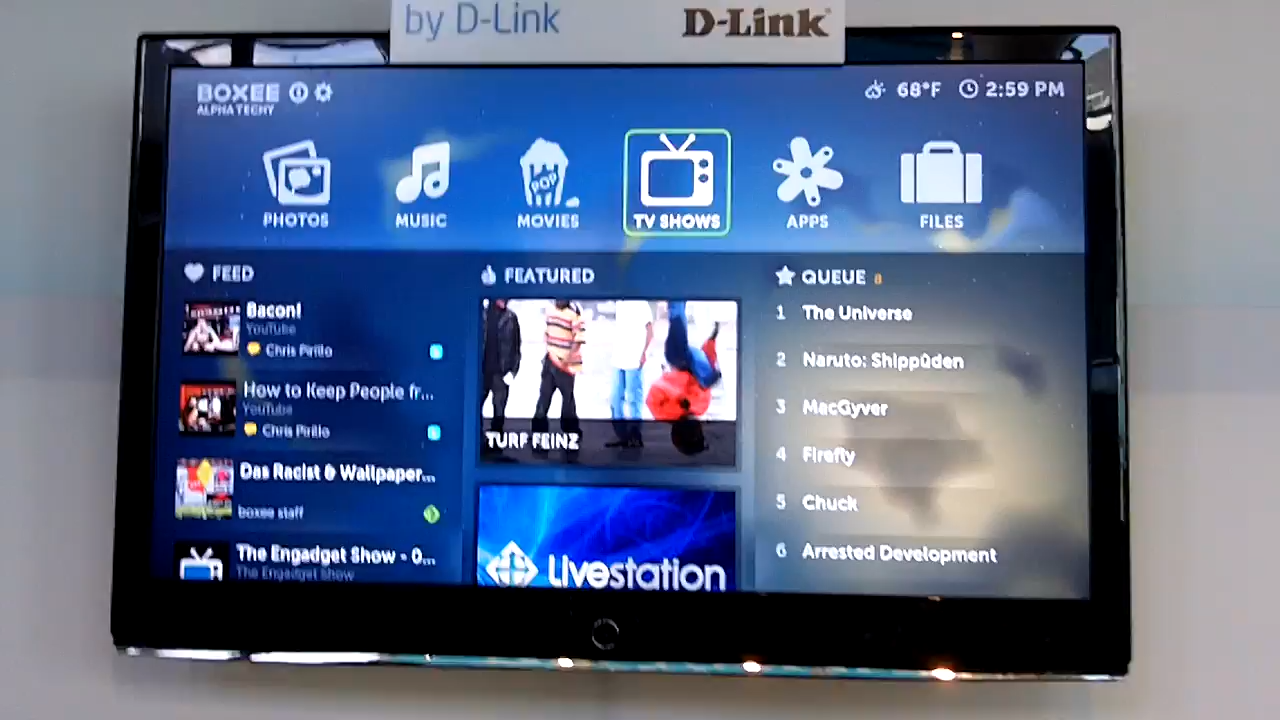 by D-Link
D-Link
BOXEE
ALPHA TECHY
68°F
2:59 PM
PHOTOS
MUSIC
POP
MOVIES
TV SHOWS
APPS
FILES
FEED
FEATURED
QUEUE 8
Bacon!
YouTube
Chris Pirillo
How to Keep People fr...
YouTube
Chris Pirillo
Das Racist & Wallpaper...
boxee staff
The Engadget Show - 0...
The Engadget Show
TURF FEINZ
Livestation
1 The Universe
2 Naruto: Shippûden
3 MacGyver
4 Firefly
5 Chuck
6 Arrested Development